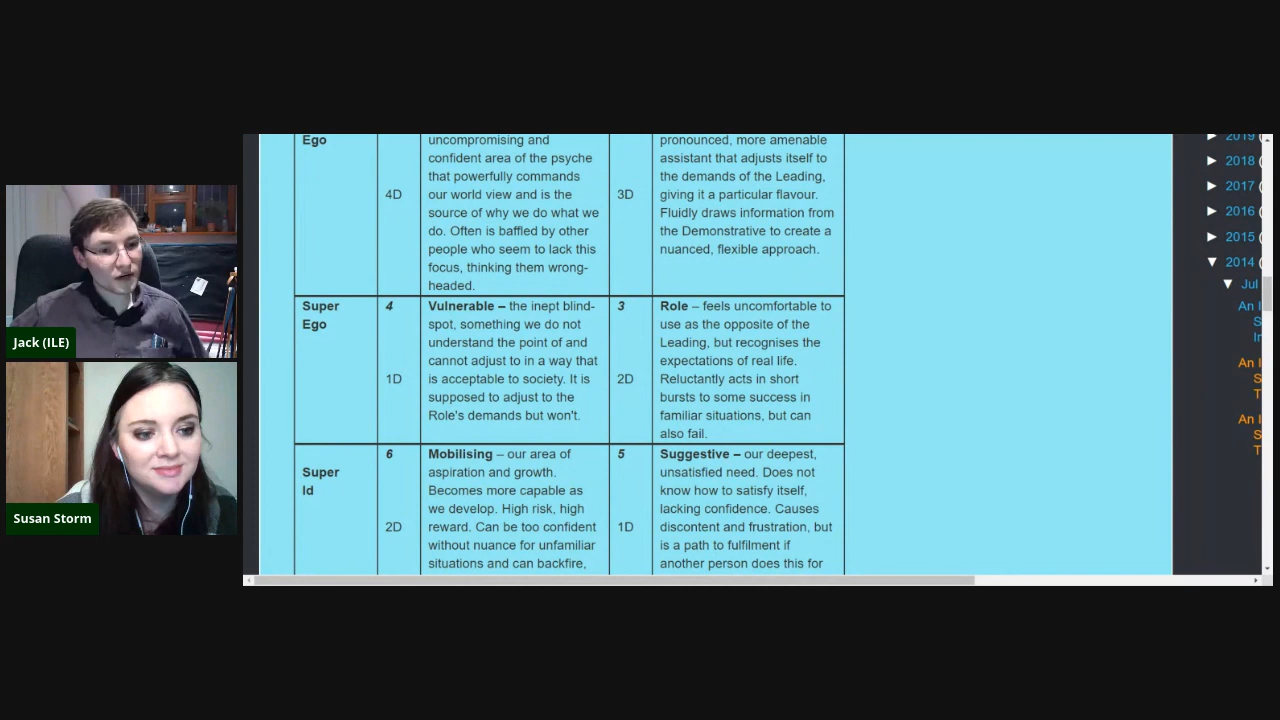 Jack (ILE)
Susan Storm
Ego
4D
uncompromising and
confident area of the psyche
that powerfully commands
our world view and is the
source of why we do what we
do. Often is baffled by other
people who seem to lack this
focus, thinking them wrong-
headed.
3D
pronounced, more amenable
assistant that adjusts itself to
the demands of the Leading,
giving it a particular flavour.
Fluidly draws information from
the Demonstrative to create a
nuanced, flexible approach.
Super
Ego
4
1D
Vulnerable – the inept blind-
spot, something we do not
understand the point of and
cannot adjust to in a way that
is acceptable to society. It is
supposed to adjust to the
Role's demands but won't.
3
2D
Role – feels uncomfortable to
use as the opposite of the
Leading, but recognises the
expectations of real life.
Reluctantly acts in short
bursts to some success in
familiar situations, but can
also fail.
Super
Id
6
2D
Mobilising – our area of
aspiration and growth.
Becomes more capable as
we develop. High risk, high
reward. Can be too confident
without nuance for unfamiliar
situations and can backfire,
5
1D
Suggestive – our deepest,
unsatisfied need. Does not
know how to satisfy itself,
lacking confidence. Causes
discontent and frustration, but
is a path to fulfilment if
another person does this for
► 2019 (
► 2018 (
► 2017 (
► 2016 (
► 2015 (
▼ 2014 (
▼ Jul
An I
S
In
An I
S
T
An I
S
T